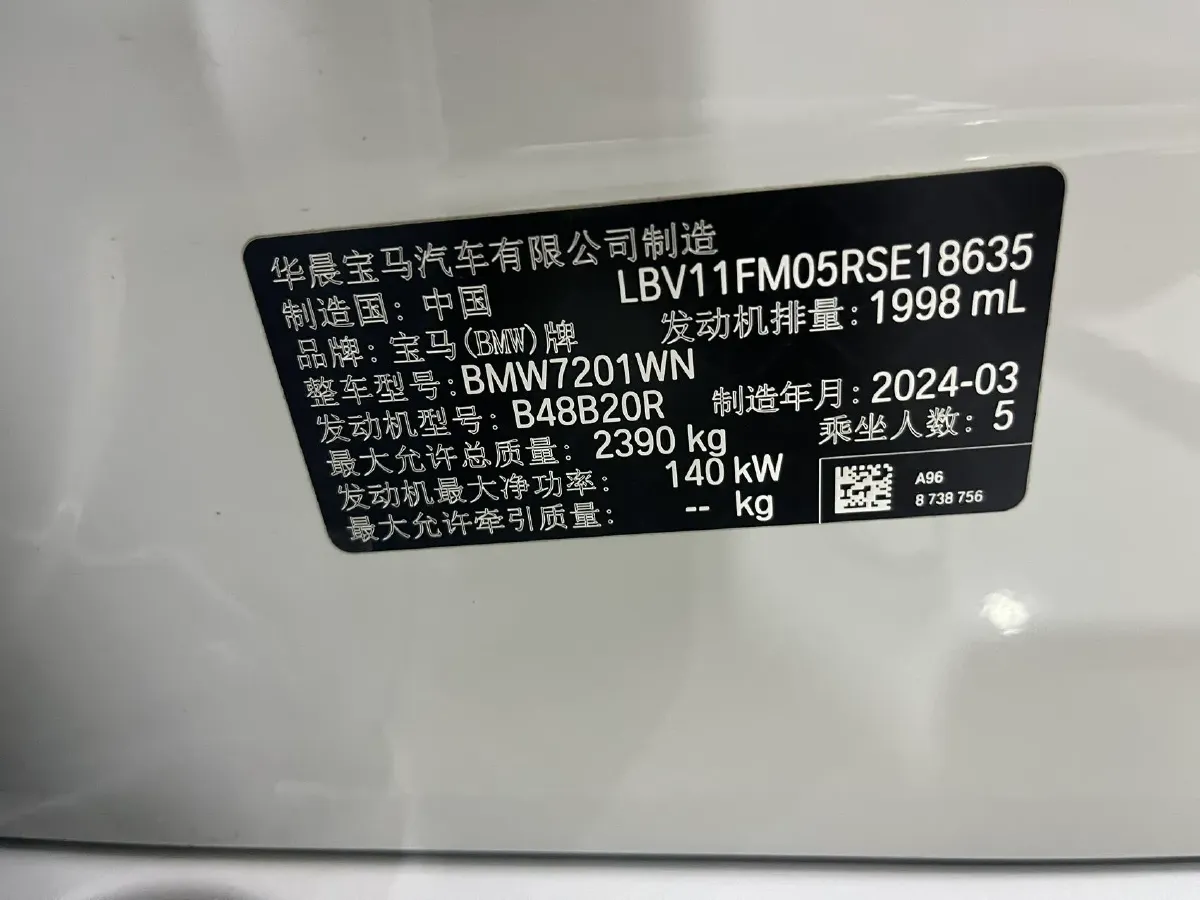 华晨宝马汽车有限公司制造
制造国：中国 LBV11FM05RSE18635
品牌：宝马(BMW)牌 发动机排量：1998 mL
整车型号：BMW7201WN
发动机型号：B48B20R 制造年月：2024-03
最大允许总质量：2390 kg 乘坐人数：5
发动机最大净功率：140 kW
最大允许牵引质量：-- kg
A96
8 738 756